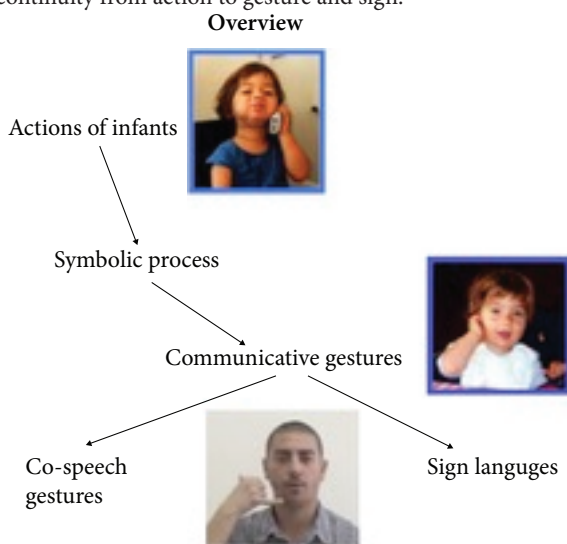 continuity from action to gesture and sign.
Overview
Actions of infants
Symbolic process
Communicative gestures
Co-speech
gestures
Sign languges